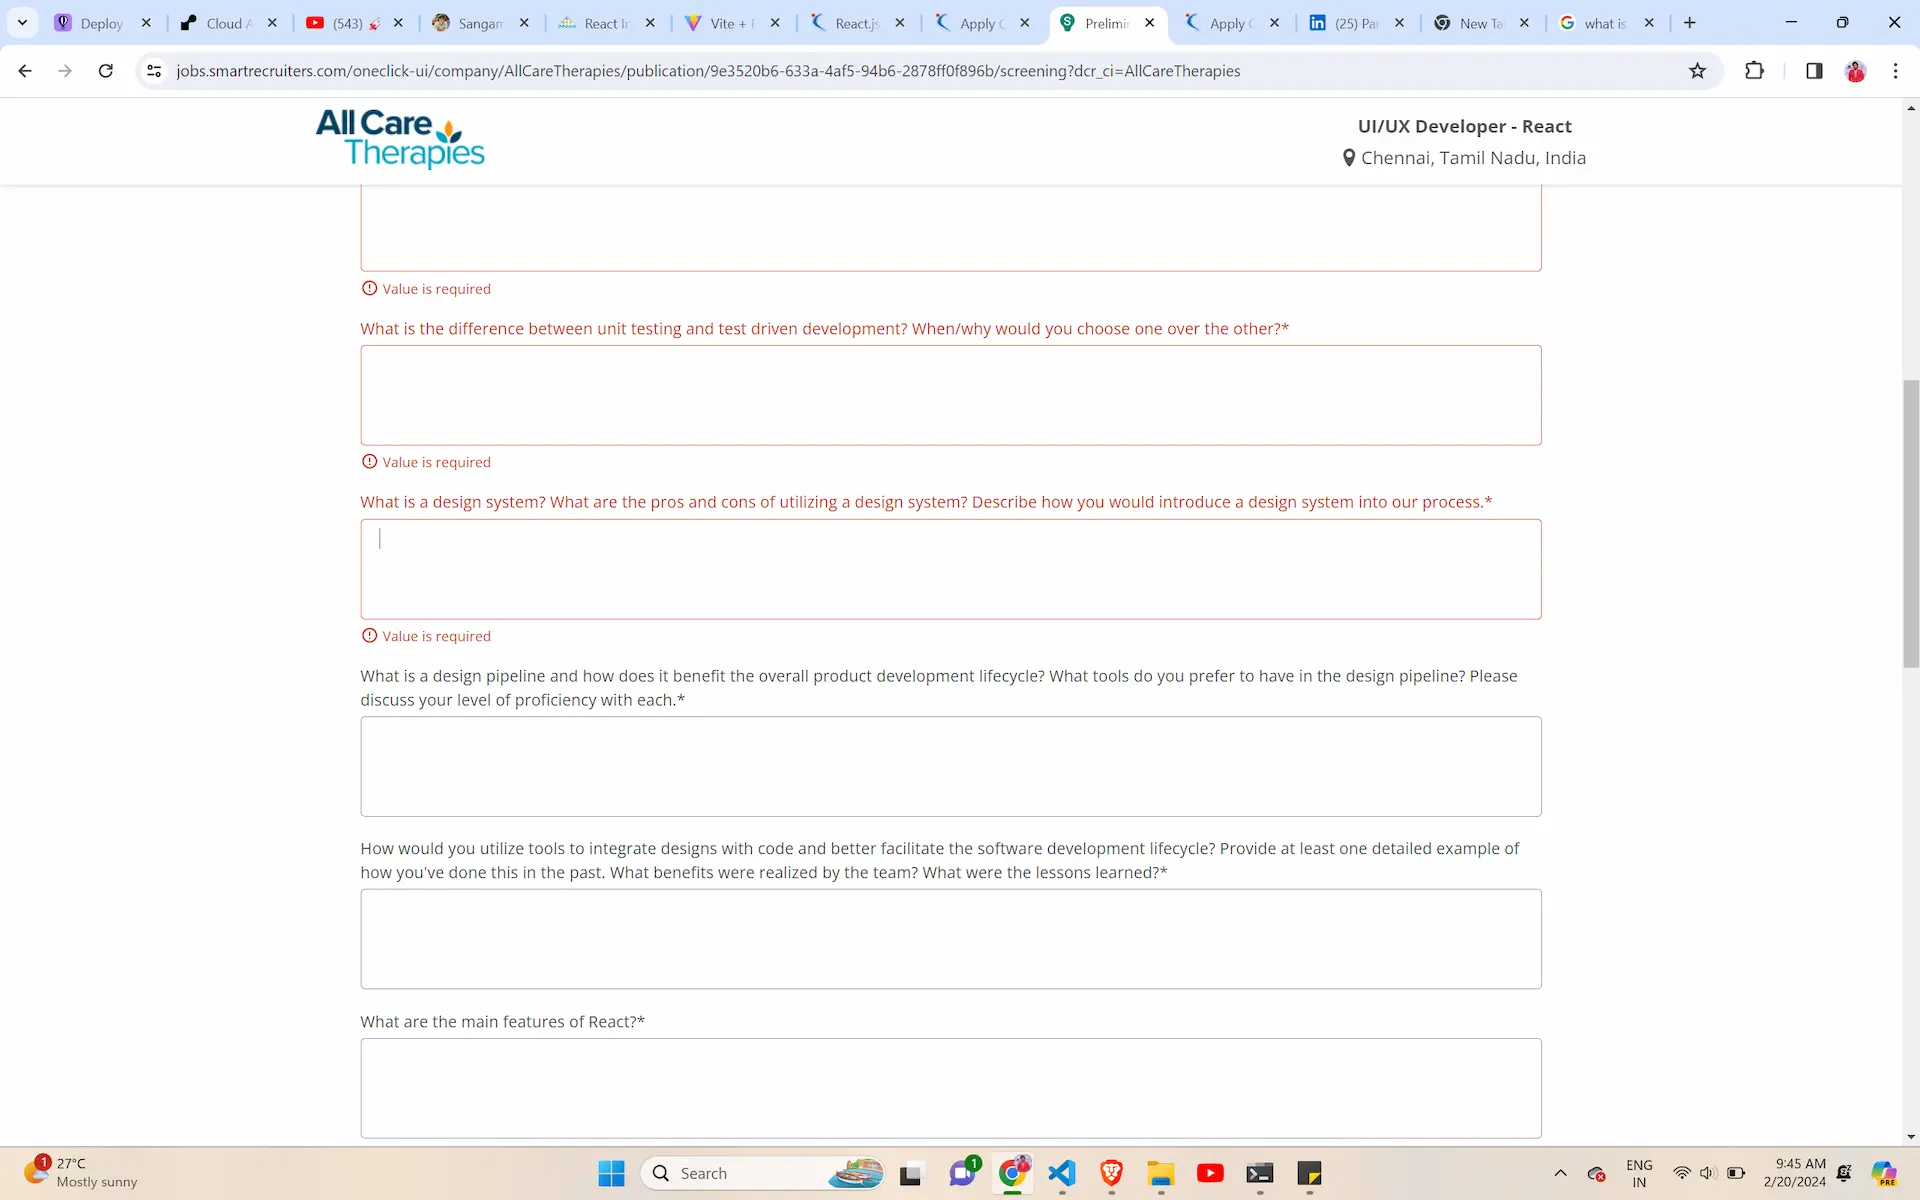 Deploy
Cloud A
(543)
Sangam
React In
Vite +
React.js
Apply
Prelimi
Apply
(25) Pa
New Ta
what is
jobs.smartrecruiters.com/oneclick-ui/company/AllCareTherapies/publication/9e3520b6-633a-4af5-94b6-2878ff0f896b/screening?dcr_ci=AllCareTherapies
All Care
Therapies
UI/UX Developer - React
Chennai, Tamil Nadu, India
Value is required
What is the difference between unit testing and test driven development? When/why would you choose one over the other?*
Value is required
What is a design system? What are the pros and cons of utilizing a design system? Describe how you would introduce a design system into our process.*
Value is required
What is a design pipeline and how does it benefit the overall product development lifecycle? What tools do you prefer to have in the design pipeline? Please
discuss your level of proficiency with each.*
How would you utilize tools to integrate designs with code and better facilitate the software development lifecycle? Provide at least one detailed example of
how you've done this in the past. What benefits were realized by the team? What were the lessons learned?*
What are the main features of React?*
1
27°C
Mostly sunny
Search
1
ENG
IN
9:45 AM
2/20/2024
PRE